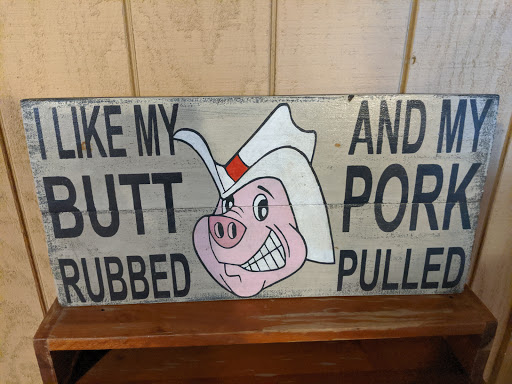 I LIKE MY
BUTT
RUBBED
AND MY
PORK
PULLED